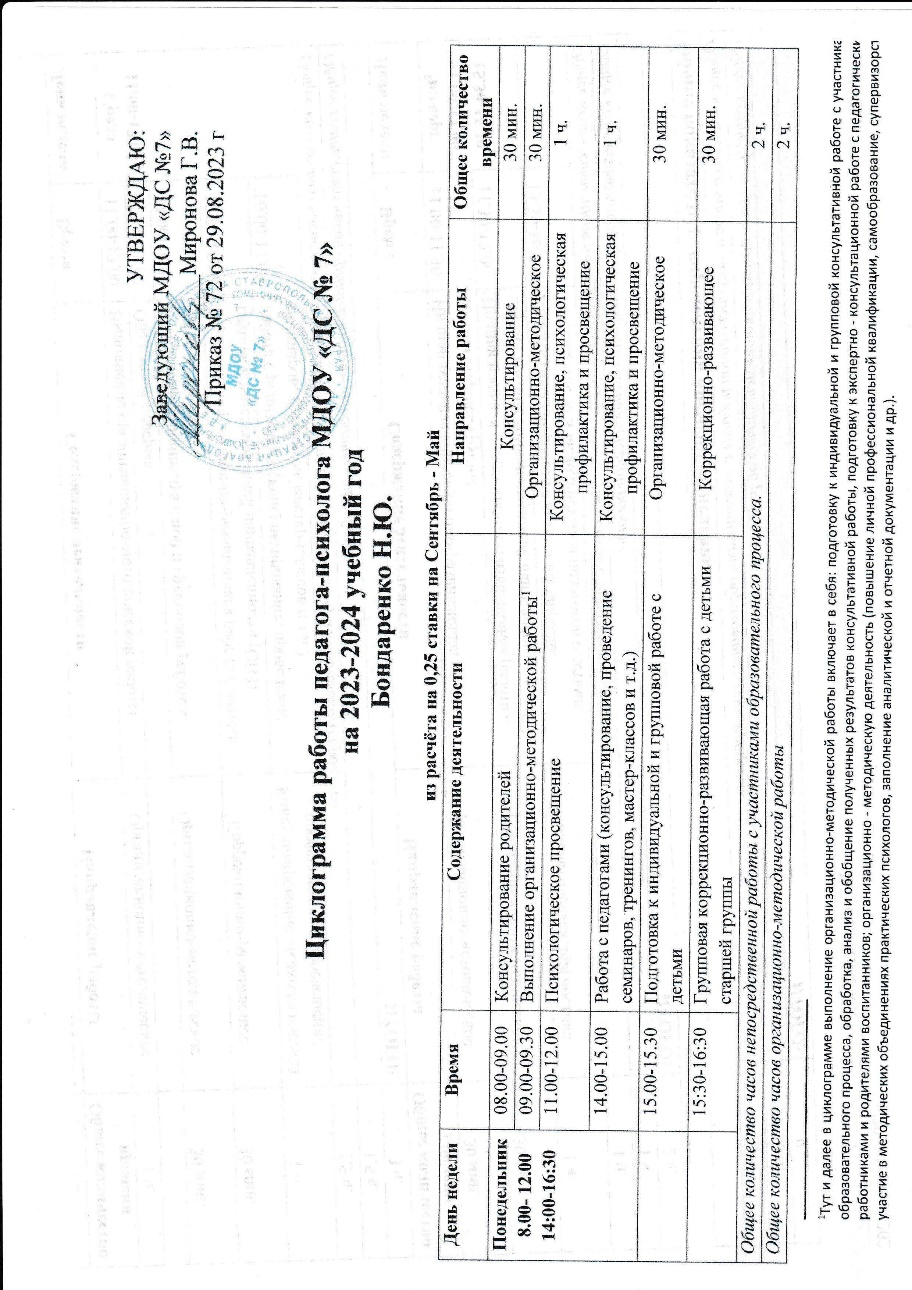 УТВЕРЖДАЮ:
Заведующий МДОУ «ДС №7»
Миронова Г.В.
Приказ № 72 от 29.08.2023 г
МДОУ
«ДС № 7»
Циклограмма работы педагога-психолога МДОУ «ДС № 7»
на 2023-2024 учебный год
Бондаренко Н.Ю.
из расчёта на 0,25 ставки на Сентябрь - Май
День недели Время Содержание деятельности Направление работы Общее количество
времени
Понедельник 08.00-09.00 Консультирование родителей Консультирование 30 мин.
8.00- 12.00 09.00-09.30 Выполнение организационно-методической работы¹ Организационно-методическое 30 мин.
14:00-16:30 11.00-12.00 Психологическое просвещение Консультирование, психологическая 1 ч.
профилактика и просвещение
14.00-15.00 Работа с педагогами (консультирование, проведение Консультирование, психологическая 1 ч.
семинаров, тренингов, мастер-классов и т.д.) профилактика и просвещение
15.00-15.30 Подготовка к индивидуальной и групповой работе с Организационно-методическое 30 мин.
детьми
15:30-16:30 Групповая коррекционно-развивающая работа с детьми Коррекционно-развивающее 30 мин.
старшей группы
Общее количество часов непосредственной работы с участниками образовательного процесса. 2 ч.
Общее количество часов организационно-методической работы 2 ч.
¹Тут и далее в циклограмме выполнение организационно-методической работы включает в себя: подготовку к индивидуальной и групповой консультативной работе с участника
образовательного процесса, обработка, анализ и обобщение полученных результатов консультативной работы, подготовку к экспертно - консультационной работе с педагогически
работниками и родителями воспитанников; организационно - методическую деятельность (повышение личной профессиональной квалификации, самообразование, супервизорст
участие в методических объединениях практических психологов, заполнение аналитической и отчетной документации и др.).